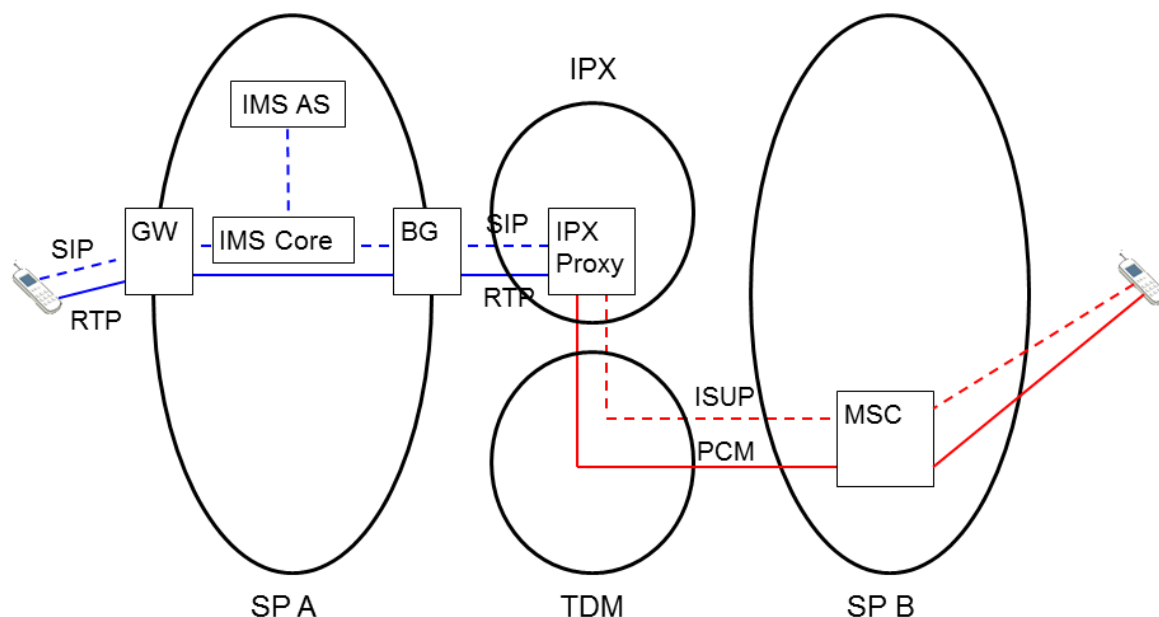 IPX
IMS AS
GW
IMS Core
BG
SIP
IPX
Proxy
SIP
RTP
RTP
ISUP
MSC
PCM
SP A
TDM
SP B